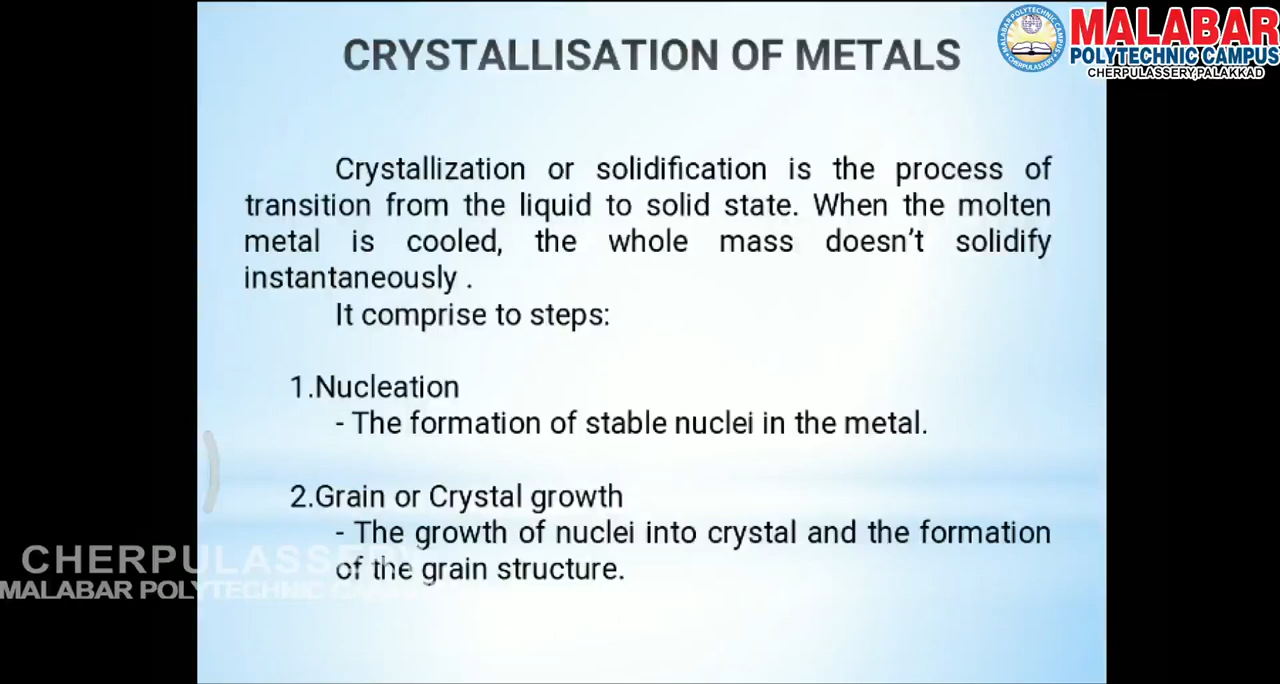 CRYSTALLISATION OF METALS
MALABAR
POLYTECHNIC CAMPUS
CHERPULASSERY,PALAKKAD
Crystallization or solidification is the process of
transition from the liquid to solid state. When the molten
metal is cooled, the whole mass doesn't solidify
instantaneously .
It comprise to steps:
1.Nucleation
- The formation of stable nuclei in the metal.
2.Grain or Crystal growth
- The growth of nuclei into crystal and the formation
of the grain structure.
CHERPULASSERY
MALABAR POLYTECHNIC